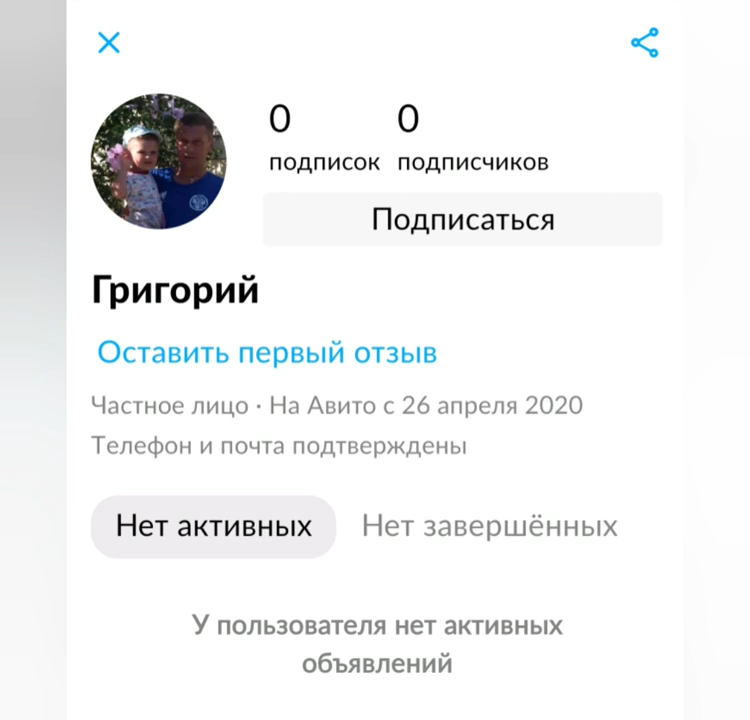 0 0
подписок подписчиков
Подписаться
Григорий
Оставить первый отзыв
Частное лицо · На Авито с 26 апреля 2020
Телефон и почта подтверждены
Нет активных Нет завершённых
У пользователя нет активных
объявлений